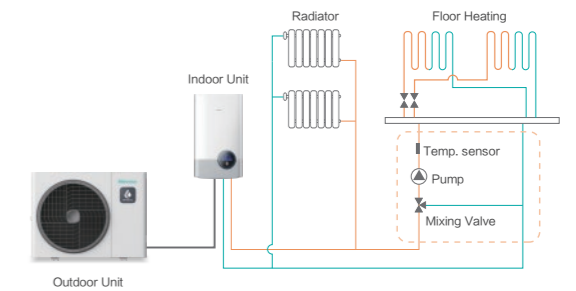 Radiator
Floor Heating
Indoor Unit
Temp. sensor
Pump
Mixing Valve
Outdoor Unit